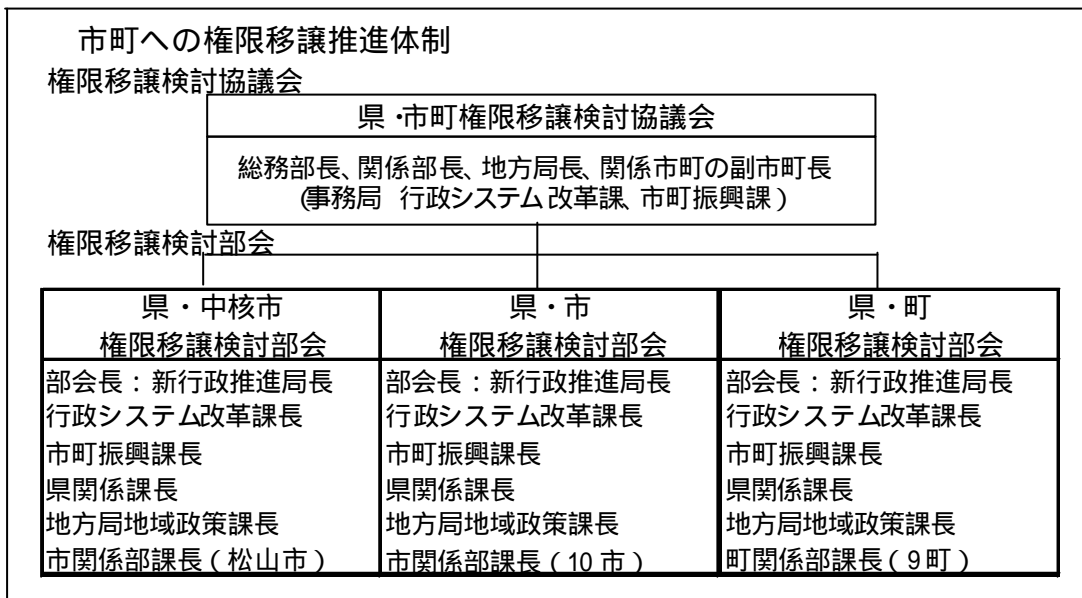 市町への権限移譲推進体制
権限移譲検討協議会
県・市町権限移譲検討協議会
総務部長、関係部長、地方局長、関係市町の副市町長
(事務局 行政システム改革課、市町振興課)
権限移譲検討部会
県・中核市
権限移譲検討部会
部会長：新行政推進局長
行政システム改革課長
市町振興課長
県関係課長
地方局地域政策課長
市関係部課長(松山市)
県・市
権限移譲検討部会
部会長：新行政推進局長
行政システム改革課長
市町振興課長
県関係課長
地方局地域政策課長
市関係部課長(10市)
県・町
権限移譲検討部会
部会長：新行政推進局長
行政システム改革課長
市町振興課長
県関係課長
地方局地域政策課長
町関係部課長(9町)